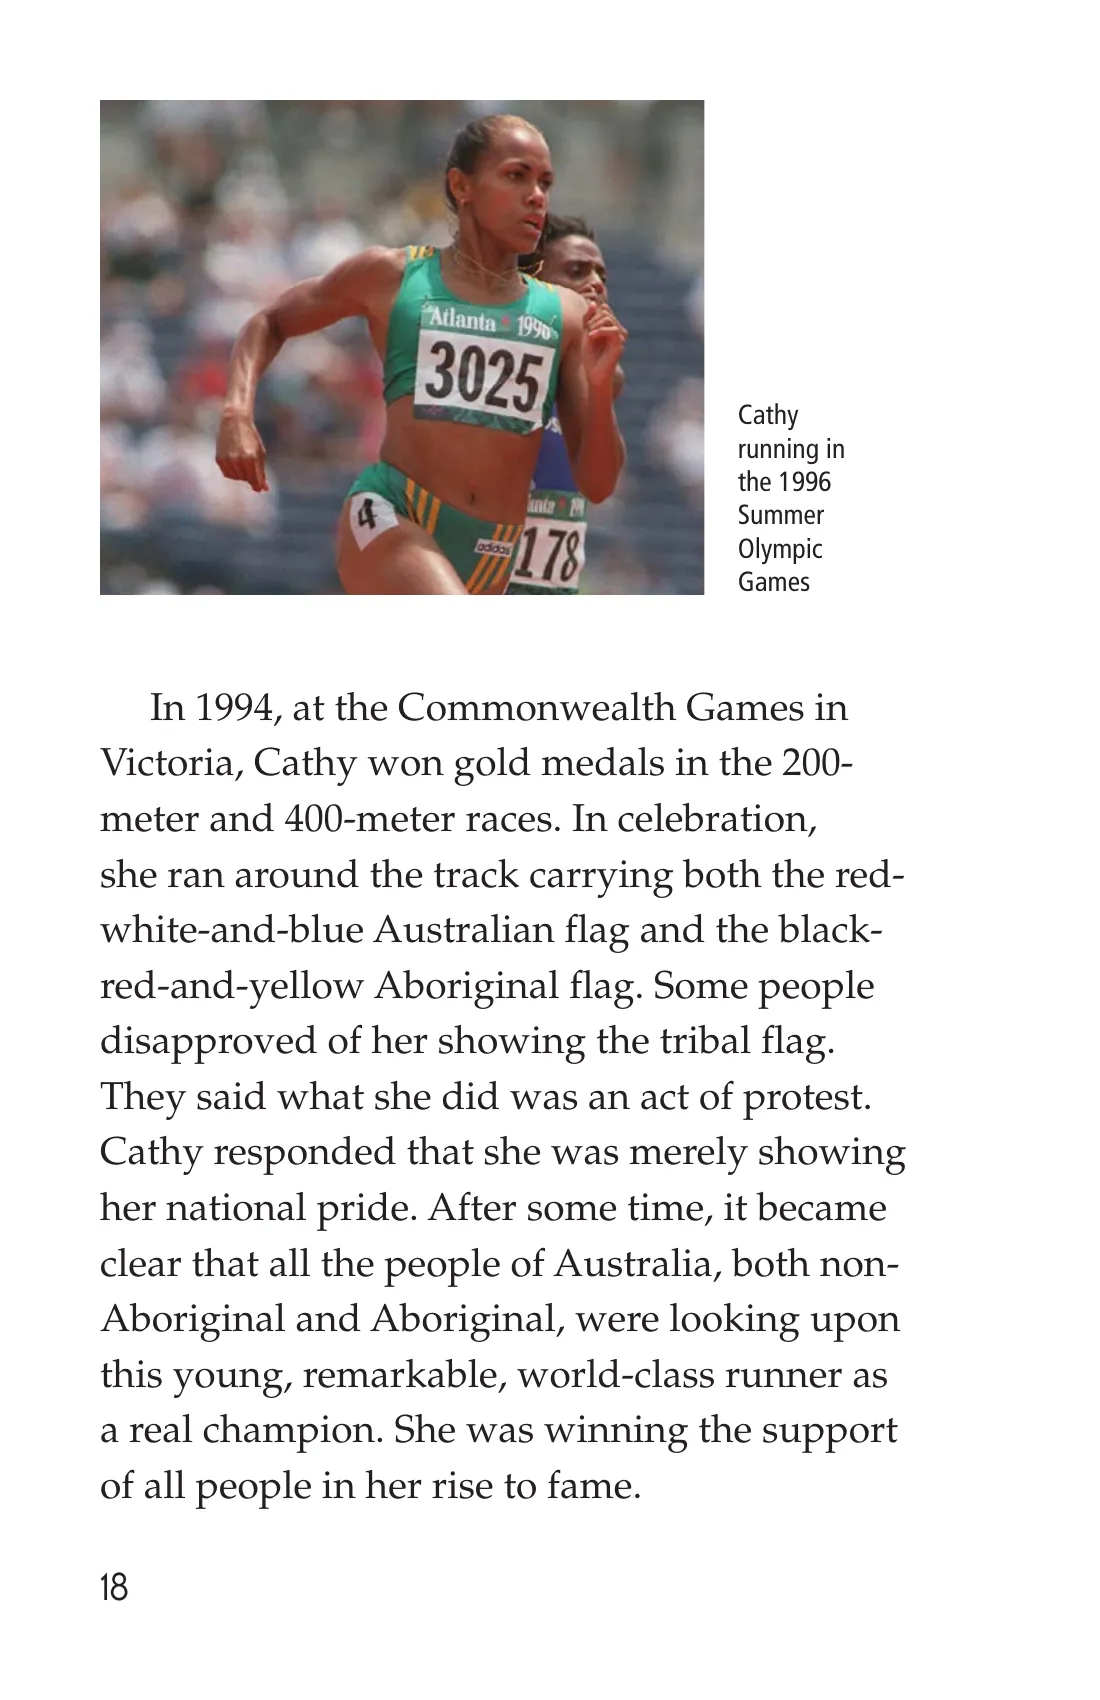 Atlanta 1996
3025
4
adidas
178
Cathy
running in
the 1996
Summer
Olympic
Games
In 1994, at the Commonwealth Games in
Victoria, Cathy won gold medals in the 200-
meter and 400-meter races. In celebration,
she ran around the track carrying both the red-
white-and-blue Australian flag and the black-
red-and-yellow Aboriginal flag. Some people
disapproved of her showing the tribal flag.
They said what she did was an act of protest.
Cathy responded that she was merely showing
her national pride. After some time, it became
clear that all the people of Australia, both non-
Aboriginal and Aboriginal, were looking upon
this young, remarkable, world-class runner as
a real champion. She was winning the support
of all people in her rise to fame.
18